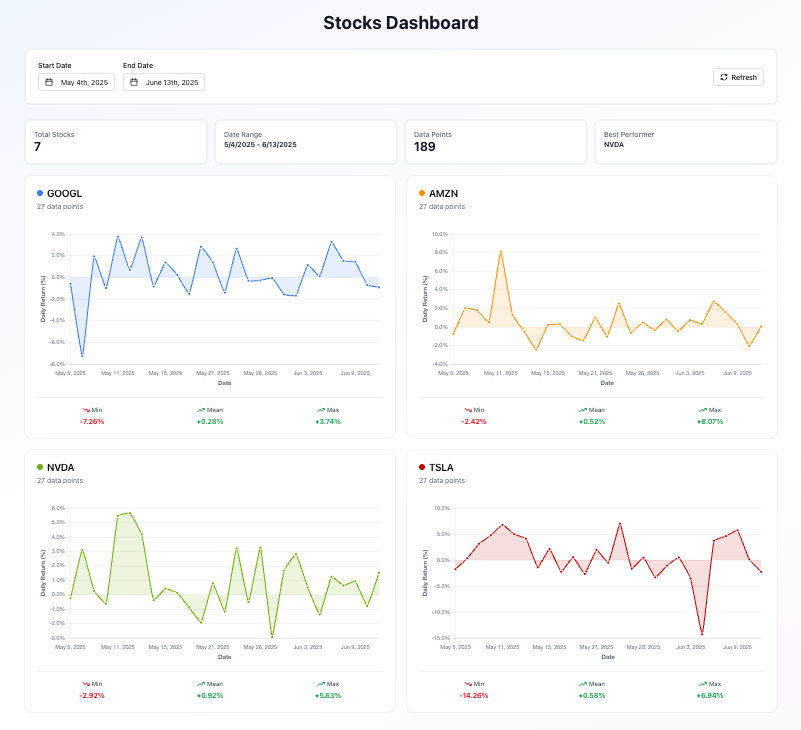 Stocks Dashboard
Start Date
End Date
May 4th, 2025
June 13th, 2025
Refresh
Total Stocks
7
Date Range
5/4/2025 - 6/13/2025
Data Points
189
Best Performer
NVDA
GOOGL
27 data points
4.0%
2.0%
0.0%
-2.0%
-4.0%
-6.0%
-8.0%
Daily Return (%)
May 5, 2025 May 11, 2025 May 15, 2025 May 21, 2025 May 28, 2025 Jun 3, 2025 Jun 9, 2025
Date
Min Mean Max
-7.26% +0.28% +3.74%
AMZN
27 data points
10.0%
8.0%
6.0%
4.0%
2.0%
0.0%
-2.0%
-4.0%
Daily Return (%)
May 5, 2025 May 11, 2025 May 15, 2025 May 21, 2025 May 28, 2025 Jun 3, 2025 Jun 9, 2025
Date
Min Mean Max
-2.42% +0.52% +8.07%
NVDA
27 data points
6.0%
5.0%
4.0%
3.0%
2.0%
1.0%
0.0%
-1.0%
-2.0%
-3.0%
Daily Return (%)
May 5, 2025 May 11, 2025 May 15, 2025 May 21, 2025 May 28, 2025 Jun 3, 2025 Jun 9, 2025
Date
Min Mean Max
-2.92% +0.92% +5.63%
TSLA
27 data points
10.0%
5.0%
0.0%
-5.0%
-10.0%
-15.0%
Daily Return (%)
May 5, 2025 May 11, 2025 May 15, 2025 May 21, 2025 May 28, 2025 Jun 3, 2025 Jun 9, 2025
Date
Min Mean Max
-14.26% +0.58% +6.94%